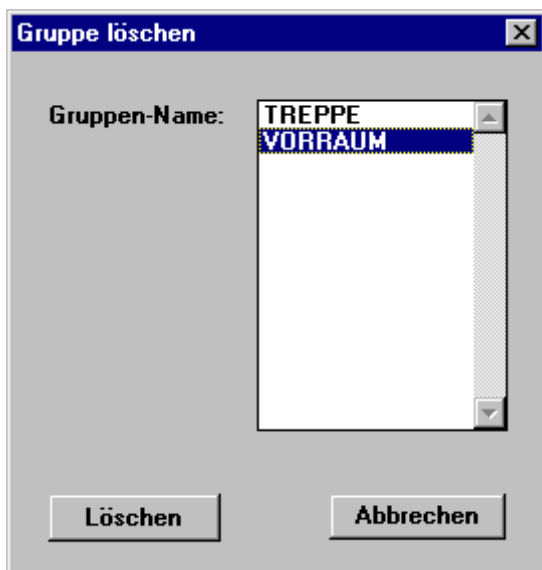 Gruppe löschen
Gruppen-Name:
TREPPE
VORRAUM
Löschen
Abbrechen